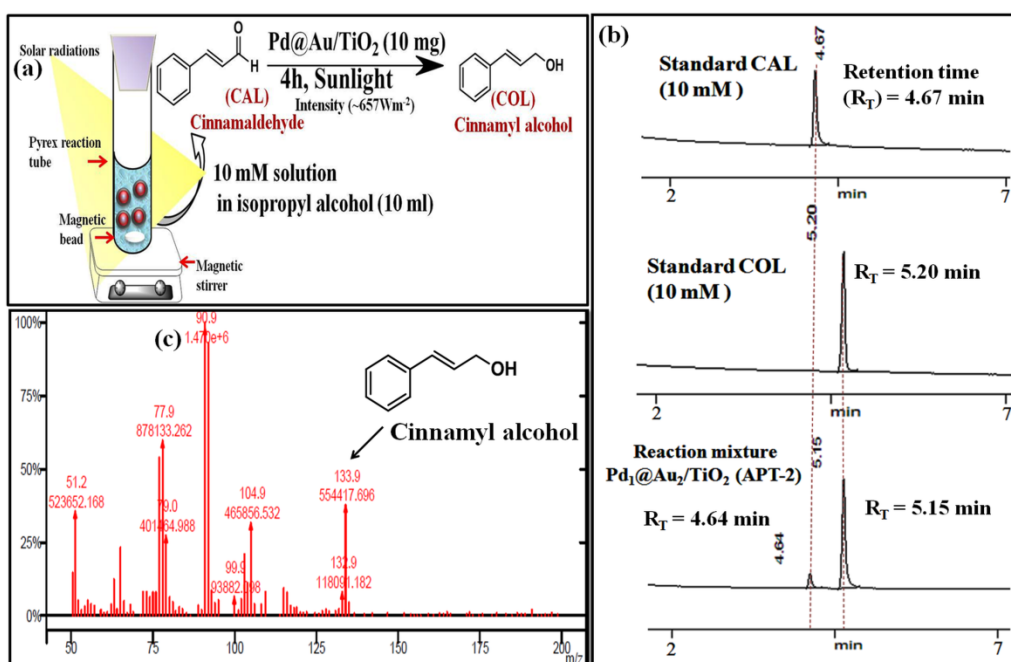 (a)
Solar radiations
Pyrex reaction
tube
Magnetic
bead
Magnetic
stirrer
O
H
(CAL)
Cinnamaldehyde
Pd@Au/TiO2 (10 mg)
4h, Sunlight
Intensity (~657Wm-2)
OH
(COL)
Cinnamyl alcohol
10 mM solution
in isopropyl alcohol (10 ml)
(b)
Standard CAL
(10 mM)
4.67
Retention time
(RT) = 4.67 min
2
min
7
5.20
Standard COL
(10 mM)
RT = 5.20 min
2
min
7
5.15
Reaction mixture
Pd1@Au2/TiO2 (APT-2)
RT = 4.64 min
RT = 5.15 min
4.64
2
min
7
(c)
100%
75%
50%
25%
0%
90.9
1.470e+6
77.9
878133.262
51.2
523652.168
79.0
401464.988
104.9
465856.532
99.9
133.9
554417.696
132.9
118091.182
OH
Cinnamyl alcohol
50
75
100
125
150
175
200
m/z